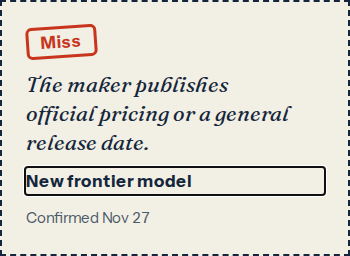 Miss
The maker publishes
official pricing or a general
release date.
New frontier model
Confirmed Nov 27